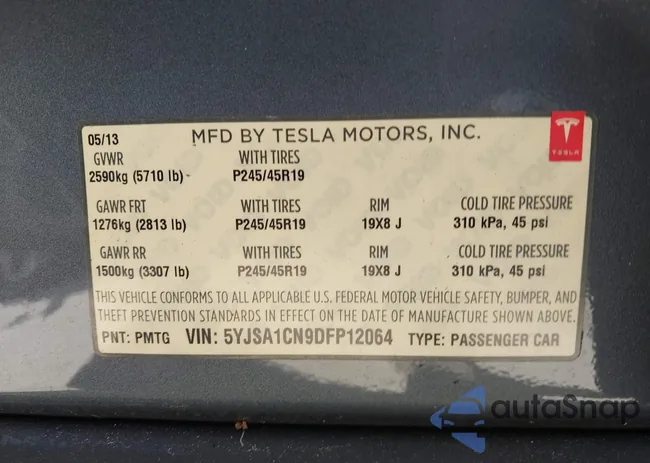 05/13 MFD BY TESLA MOTORS, INC.
TESLA
GVWR WITH TIRES
2590kg (5710 lb)- P245/45R19
GAWR FRT WITH TIRES RIM COLD TIRE PRESSURE
1276kg (2813 lb) P245/45R19 19X8 J 310 kPa, 45 psi
GAWR RR WITH TIRES RIM COLD TIRE PRESSURE
1500kg (3307 lb) P245/45R19 19X8 J 310 kPa, 45 psi
THIS VEHICLE CONFORMS TO ALL APPLICABLE U.S. FEDERAL MOTOR VEHICLE SAFETY, BUMPER, AND
THEFT PREVENTION STANDARDS IN EFFECT ON THE DATE OF MANUFACTURE SHOWN ABOVE.
PNT: PMTG VIN: 5YJSA1CN9DFP12064 TYPE: PASSENGER CAR
autaSnap